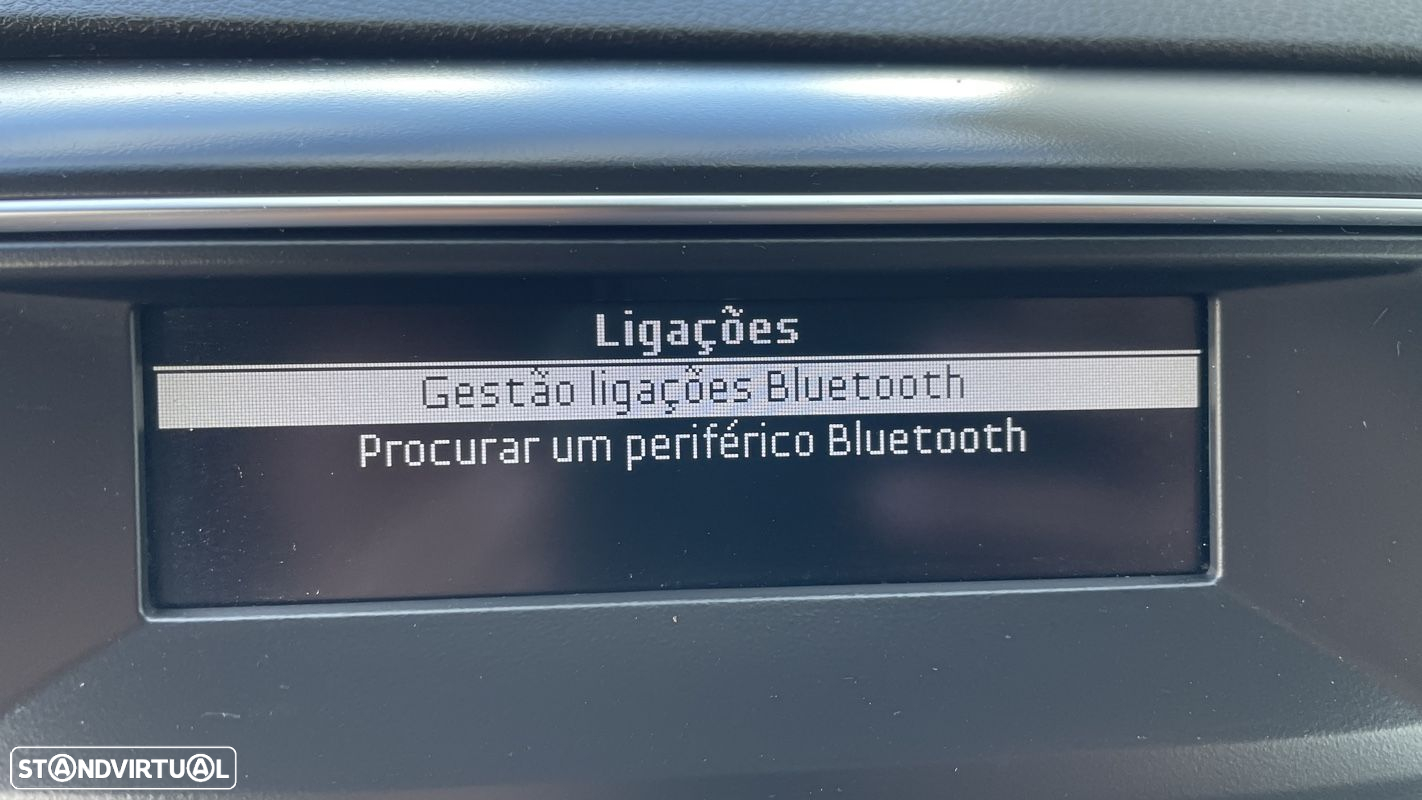 Ligações
Gestão ligações Bluetooth
Procurar um periférico Bluetooth
STANDVIRTUAL